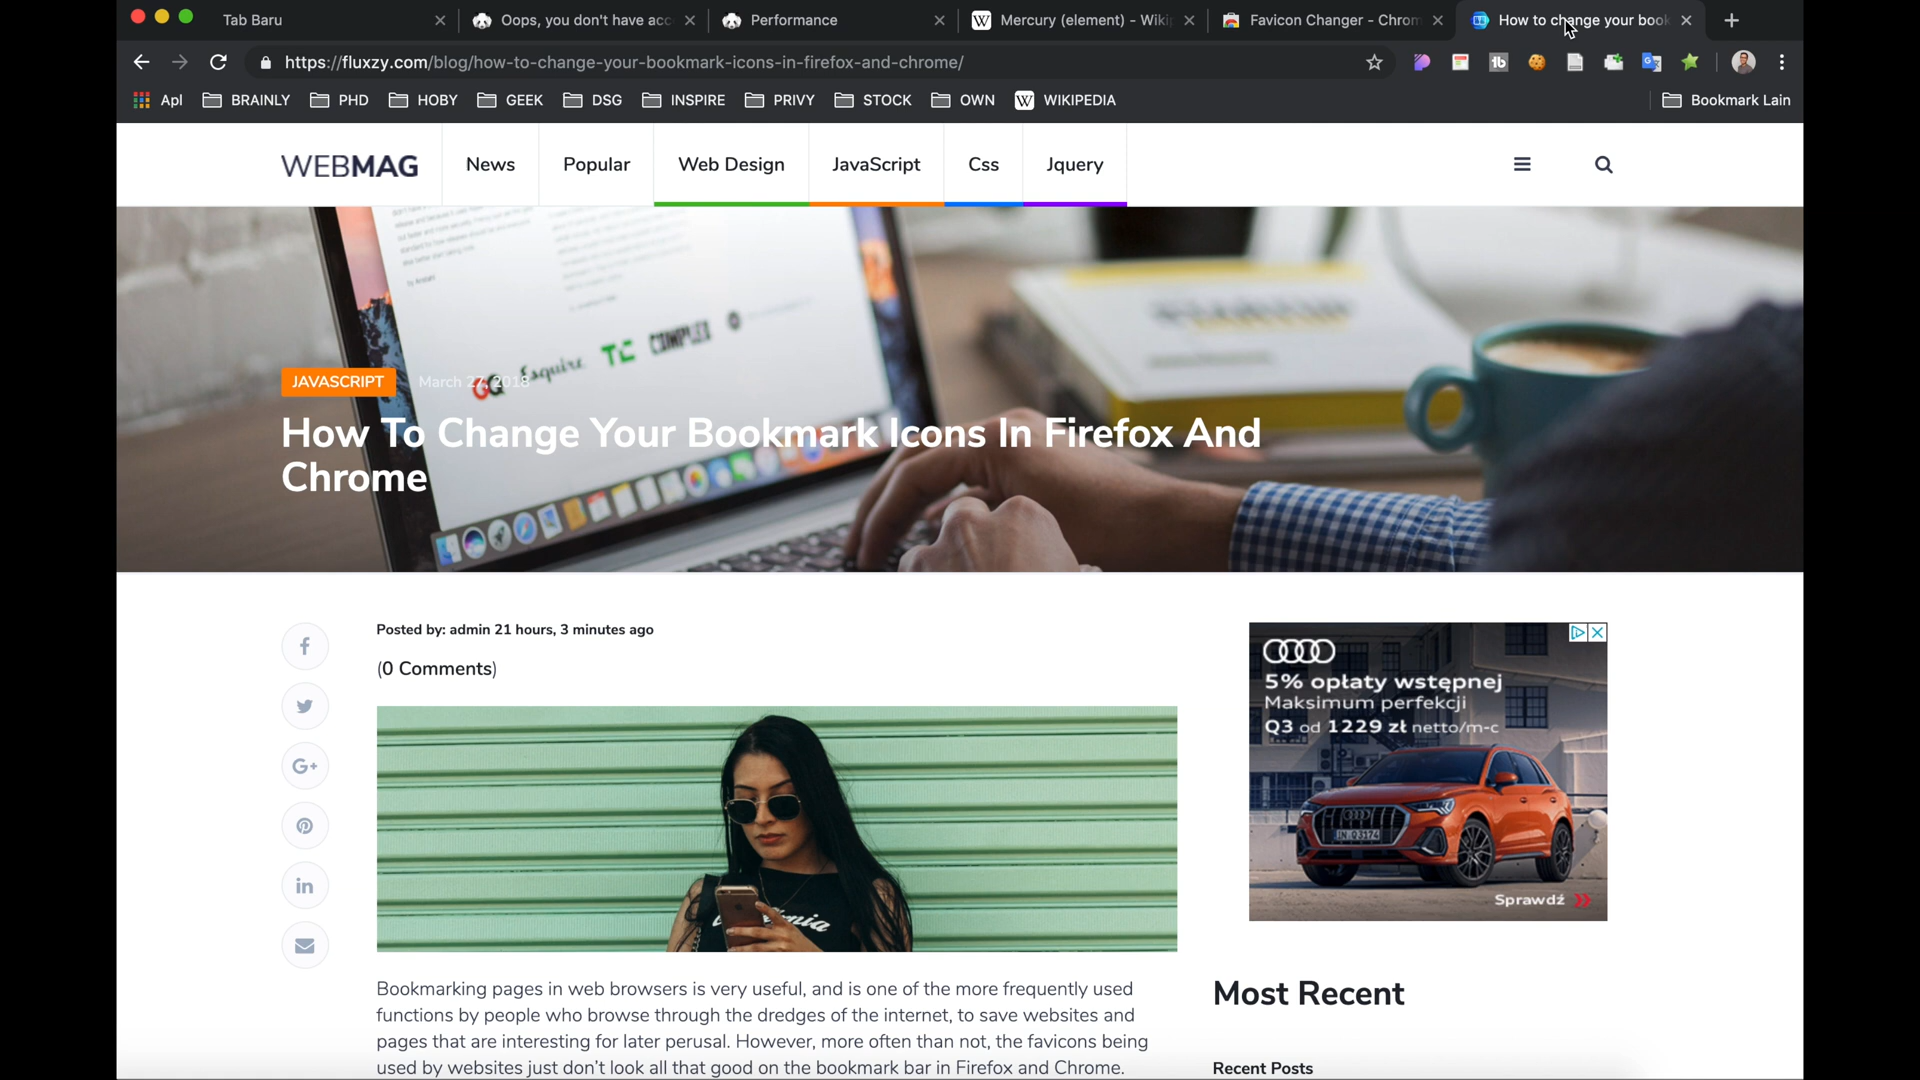 Tab Baru
Oops, you don't have acc
Performance
Mercury (element) - Wiki
Favicon Changer - Chrom
How to change your book
https://fluxzy.com/blog/how-to-change-your-bookmark-icons-in-firefox-and-chrome/
Apl
BRAINLY
PHD
HOBY
GEEK
DSG
INSPIRE
PRIVY
STOCK
OWN
W WIKIPEDIA
Bookmark Lain
WEBMAG
News
Popular
Web Design
JavaScript
Css
Jquery
GQ Esquire TC COMPLEX
JAVASCRIPT
March 27, 2018
How To Change Your Bookmark Icons In Firefox And
Chrome
Posted by: admin 21 hours, 3 minutes ago
(0 Comments)
5% opłaty wstępnej
Maksimum perfekcji
Q3 od 1229 zł netto/m-c
Sprawdź
Bookmarking pages in web browsers is very useful, and is one of the more frequently used
functions by people who browse through the dredges of the internet, to save websites and
pages that are interesting for later perusal. However, more often than not, the favicons being
used by websites just don’t look all that good on the bookmark bar in Firefox and Chrome.
Most Recent
Recent Posts